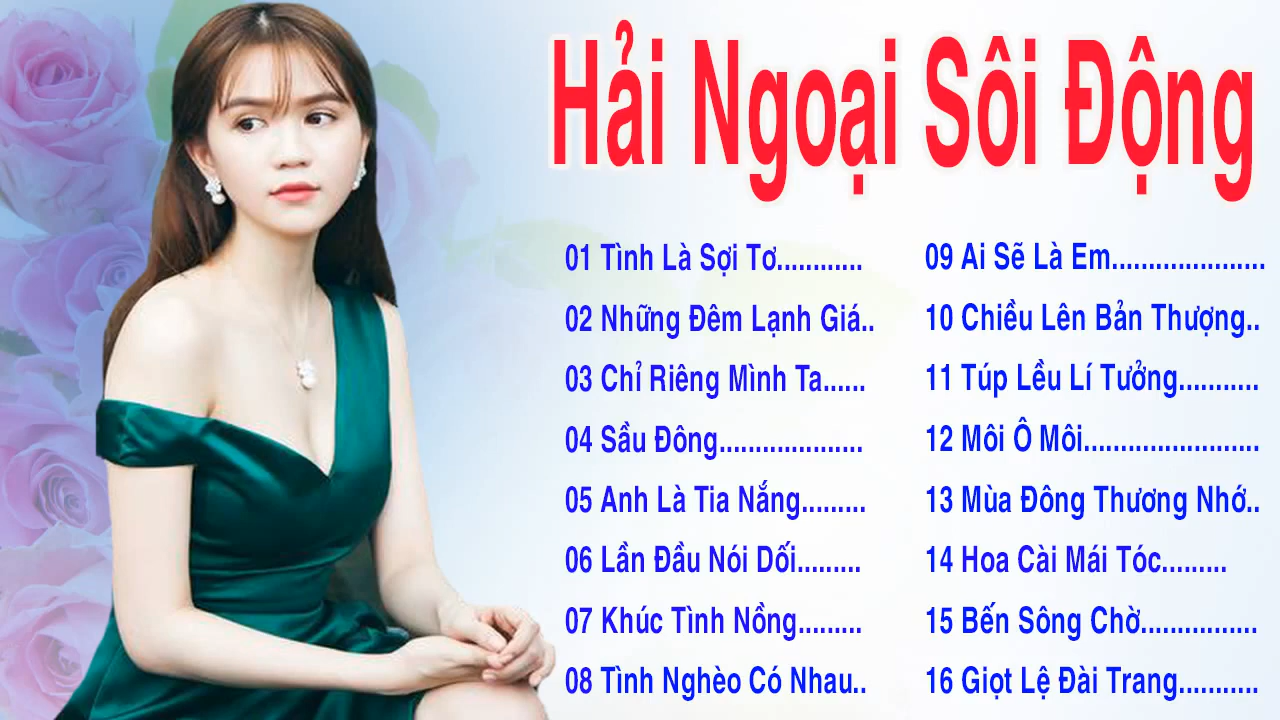 Hải Ngoại Sôi Động
01 Tình Là Sợi Tơ............
02 Những Đêm Lạnh Giá..
03 Chỉ Riêng Mình Ta......
04 Sầu Đông....................
05 Anh Là Tia Nắng.........
06 Lần Đầu Nói Dối.........
07 Khúc Tình Nồng.........
08 Tình Nghèo Có Nhau..
09 Ai Sẽ Là Em.....................
10 Chiều Lên Bản Thượng..
11 Túp Lều Lí Tưởng...........
12 Môi Ô Môi........................
13 Mùa Đông Thương Nhớ..
14 Hoa Cài Mái Tóc.........
15 Bến Sông Chờ................
16 Giọt Lệ Đài Trang...........